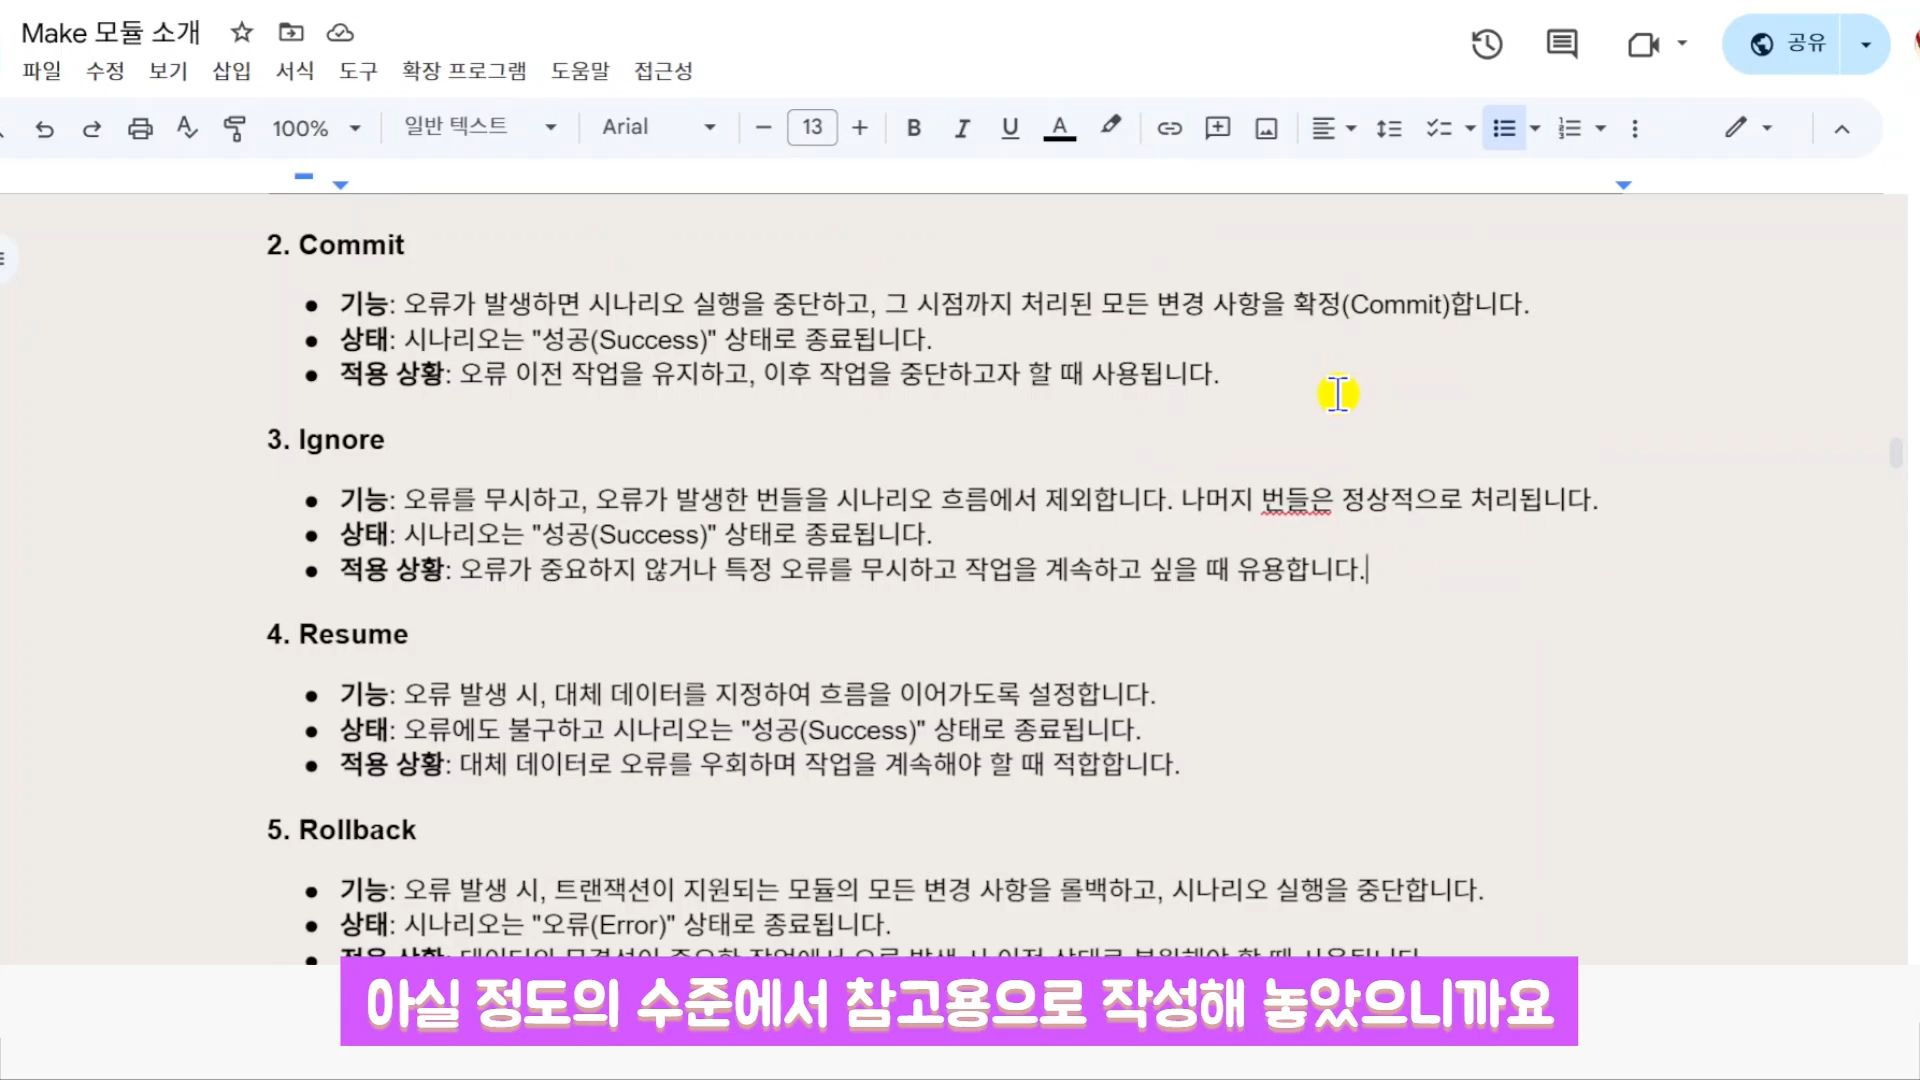 Make 모듈 소개
파일 수정 보기 삽입 서식 도구 확장 프로그램 도움말 접근성
공유
100% 일반 텍스트 Arial 13
2. Commit
기능: 오류가 발생하면 시나리오 실행을 중단하고, 그 시점까지 처리된 모든 변경 사항을 확정(Commit)합니다.
상태: 시나리오는 "성공(Success)" 상태로 종료됩니다.
적용 상황: 오류 이전 작업을 유지하고, 이후 작업을 중단하고자 할 때 사용됩니다.
3. Ignore
기능: 오류를 무시하고, 오류가 발생한 번들을 시나리오 흐름에서 제외합니다. 나머지 번들은 정상적으로 처리됩니다.
상태: 시나리오는 "성공(Success)" 상태로 종료됩니다.
적용 상황: 오류가 중요하지 않거나 특정 오류를 무시하고 작업을 계속하고 싶을 때 유용합니다.
4. Resume
기능: 오류 발생 시, 대체 데이터를 지정하여 흐름을 이어가도록 설정합니다.
상태: 오류에도 불구하고 시나리오는 "성공(Success)" 상태로 종료됩니다.
적용 상황: 대체 데이터로 오류를 우회하며 작업을 계속해야 할 때 적합합니다.
5. Rollback
기능: 오류 발생 시, 트랜잭션이 지원되는 모듈의 모든 변경 사항을 롤백하고, 시나리오 실행을 중단합니다.
상태: 시나리오는 "오류(Error)" 상태로 종료됩니다.
아실 정도의 수준에서 참고용으로 작성해 놓았으니까요